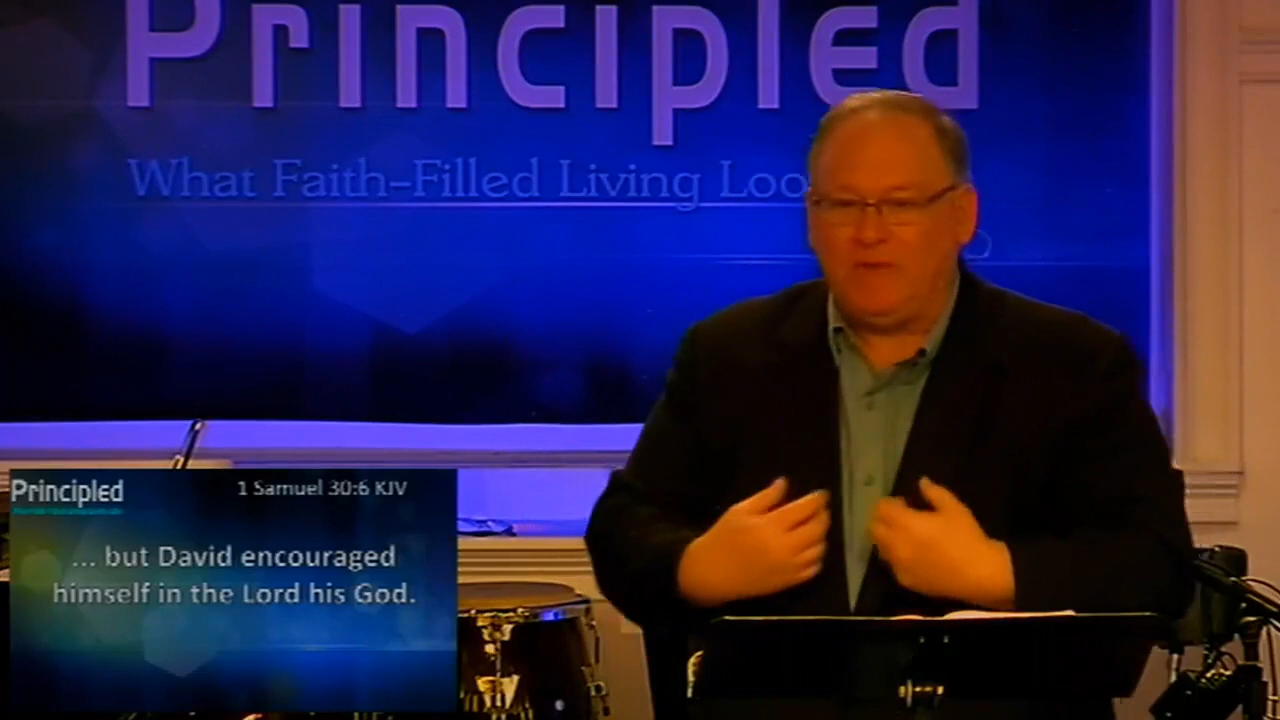 Principled
What Faith-Filled Living Loo
Principled
1 Samuel 30:6 KJV
... but David encouraged
himself in the Lord his God.